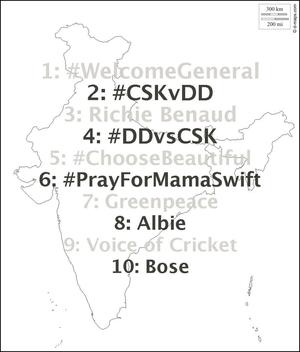 300 km
200 mi
© d-maps.com
1: #WelcomeGeneral
2: #CSKvDD
3: Richie Benaud
4: #DDvsCSK
5: #ChooseBeautiful
6: #PrayForMamaSwift
7: Greenpeace
8: Albie
9: Voice of Cricket
10: Bose